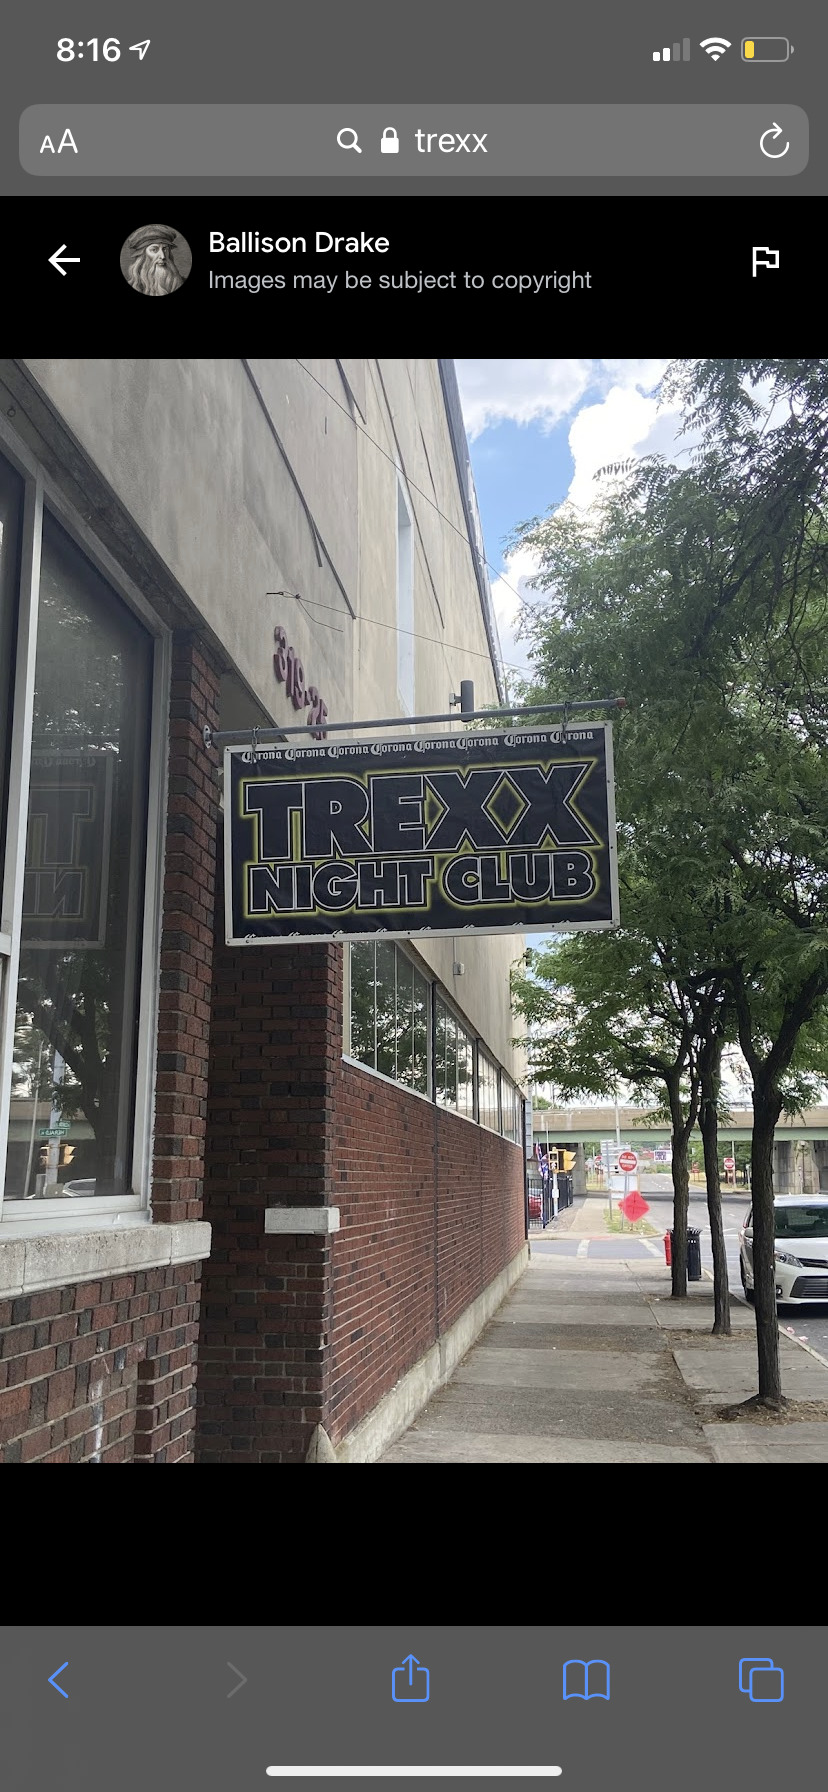 8:16
AA
trexx
Ballison Drake
Images may be subject to copyright
Corona Corona Corona Corona Corona Corona Corona Corona
TREXX
NIGHT CLUB